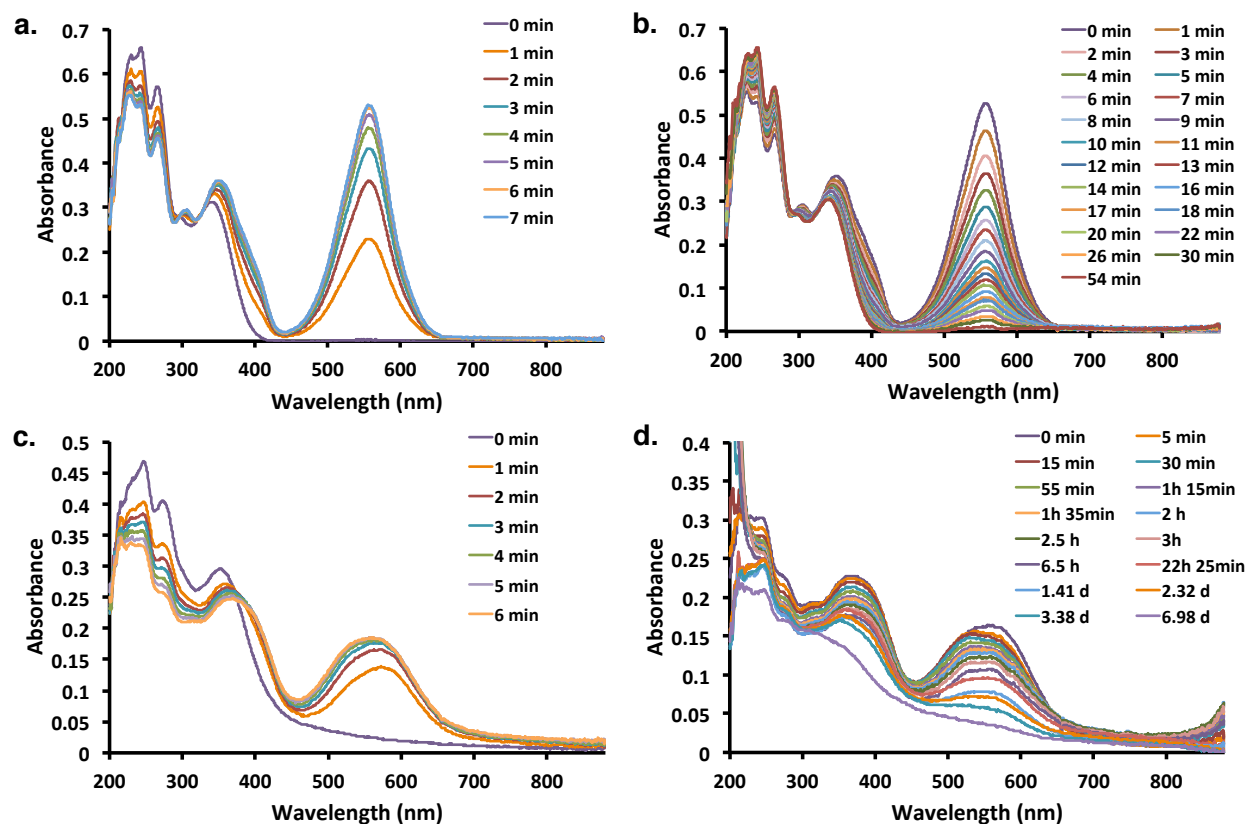 a.
0 min
1 min
2 min
3 min
4 min
5 min
6 min
7 min
0.7
0.6
0.5
0.4
0.3
0.2
0.1
0
Absorbance
200 300 400 500 600 700 800
Wavelength (nm)
b.
0 min 1 min
2 min 3 min
4 min 5 min
6 min 7 min
8 min 9 min
10 min 11 min
12 min 13 min
14 min 16 min
17 min 18 min
20 min 22 min
26 min 30 min
54 min
0.7
0.6
0.5
0.4
0.3
0.2
0.1
0
Absorbance
200 300 400 500 600 700 800
Wavelength (nm)
c.
0 min
1 min
2 min
3 min
4 min
5 min
6 min
0.5
0.45
0.4
0.35
0.3
0.25
0.2
0.15
0.1
0.05
0
Absorbance
200 300 400 500 600 700 800
Wavelength (nm)
d.
0 min 5 min
15 min 30 min
55 min 1h 15min
1h 35min 2 h
2.5 h 3h
6.5 h 22h 25min
1.41 d 2.32 d
3.38 d 6.98 d
0.4
0.35
0.3
0.25
0.2
0.15
0.1
0.05
0
Absorbance
200 300 400 500 600 700 800
Wavelength (nm)